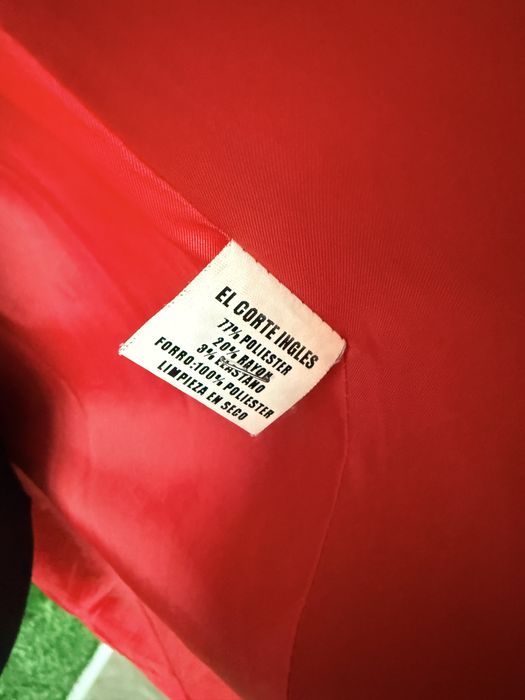 EL CORTE INGLES
77% POLIESTER
20% RAYON
3% ELASTANO
FORRO:100% POLIESTER
LIMPIEZA EN SECO